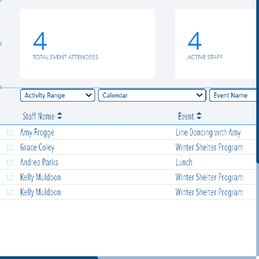 4
TOTAL EVENT ATTENDEES
4
ACTIVE STAFF
Activity Range
Calendar
Event Name
Staff Name Event
Amy Frogge Line Dancing with Amy
Grace Coley Winter Shelter Program
Andrea Parks Lunch
Kelly Muldoon Winter Shelter Program
Kelly Muldoon Winter Shelter Program